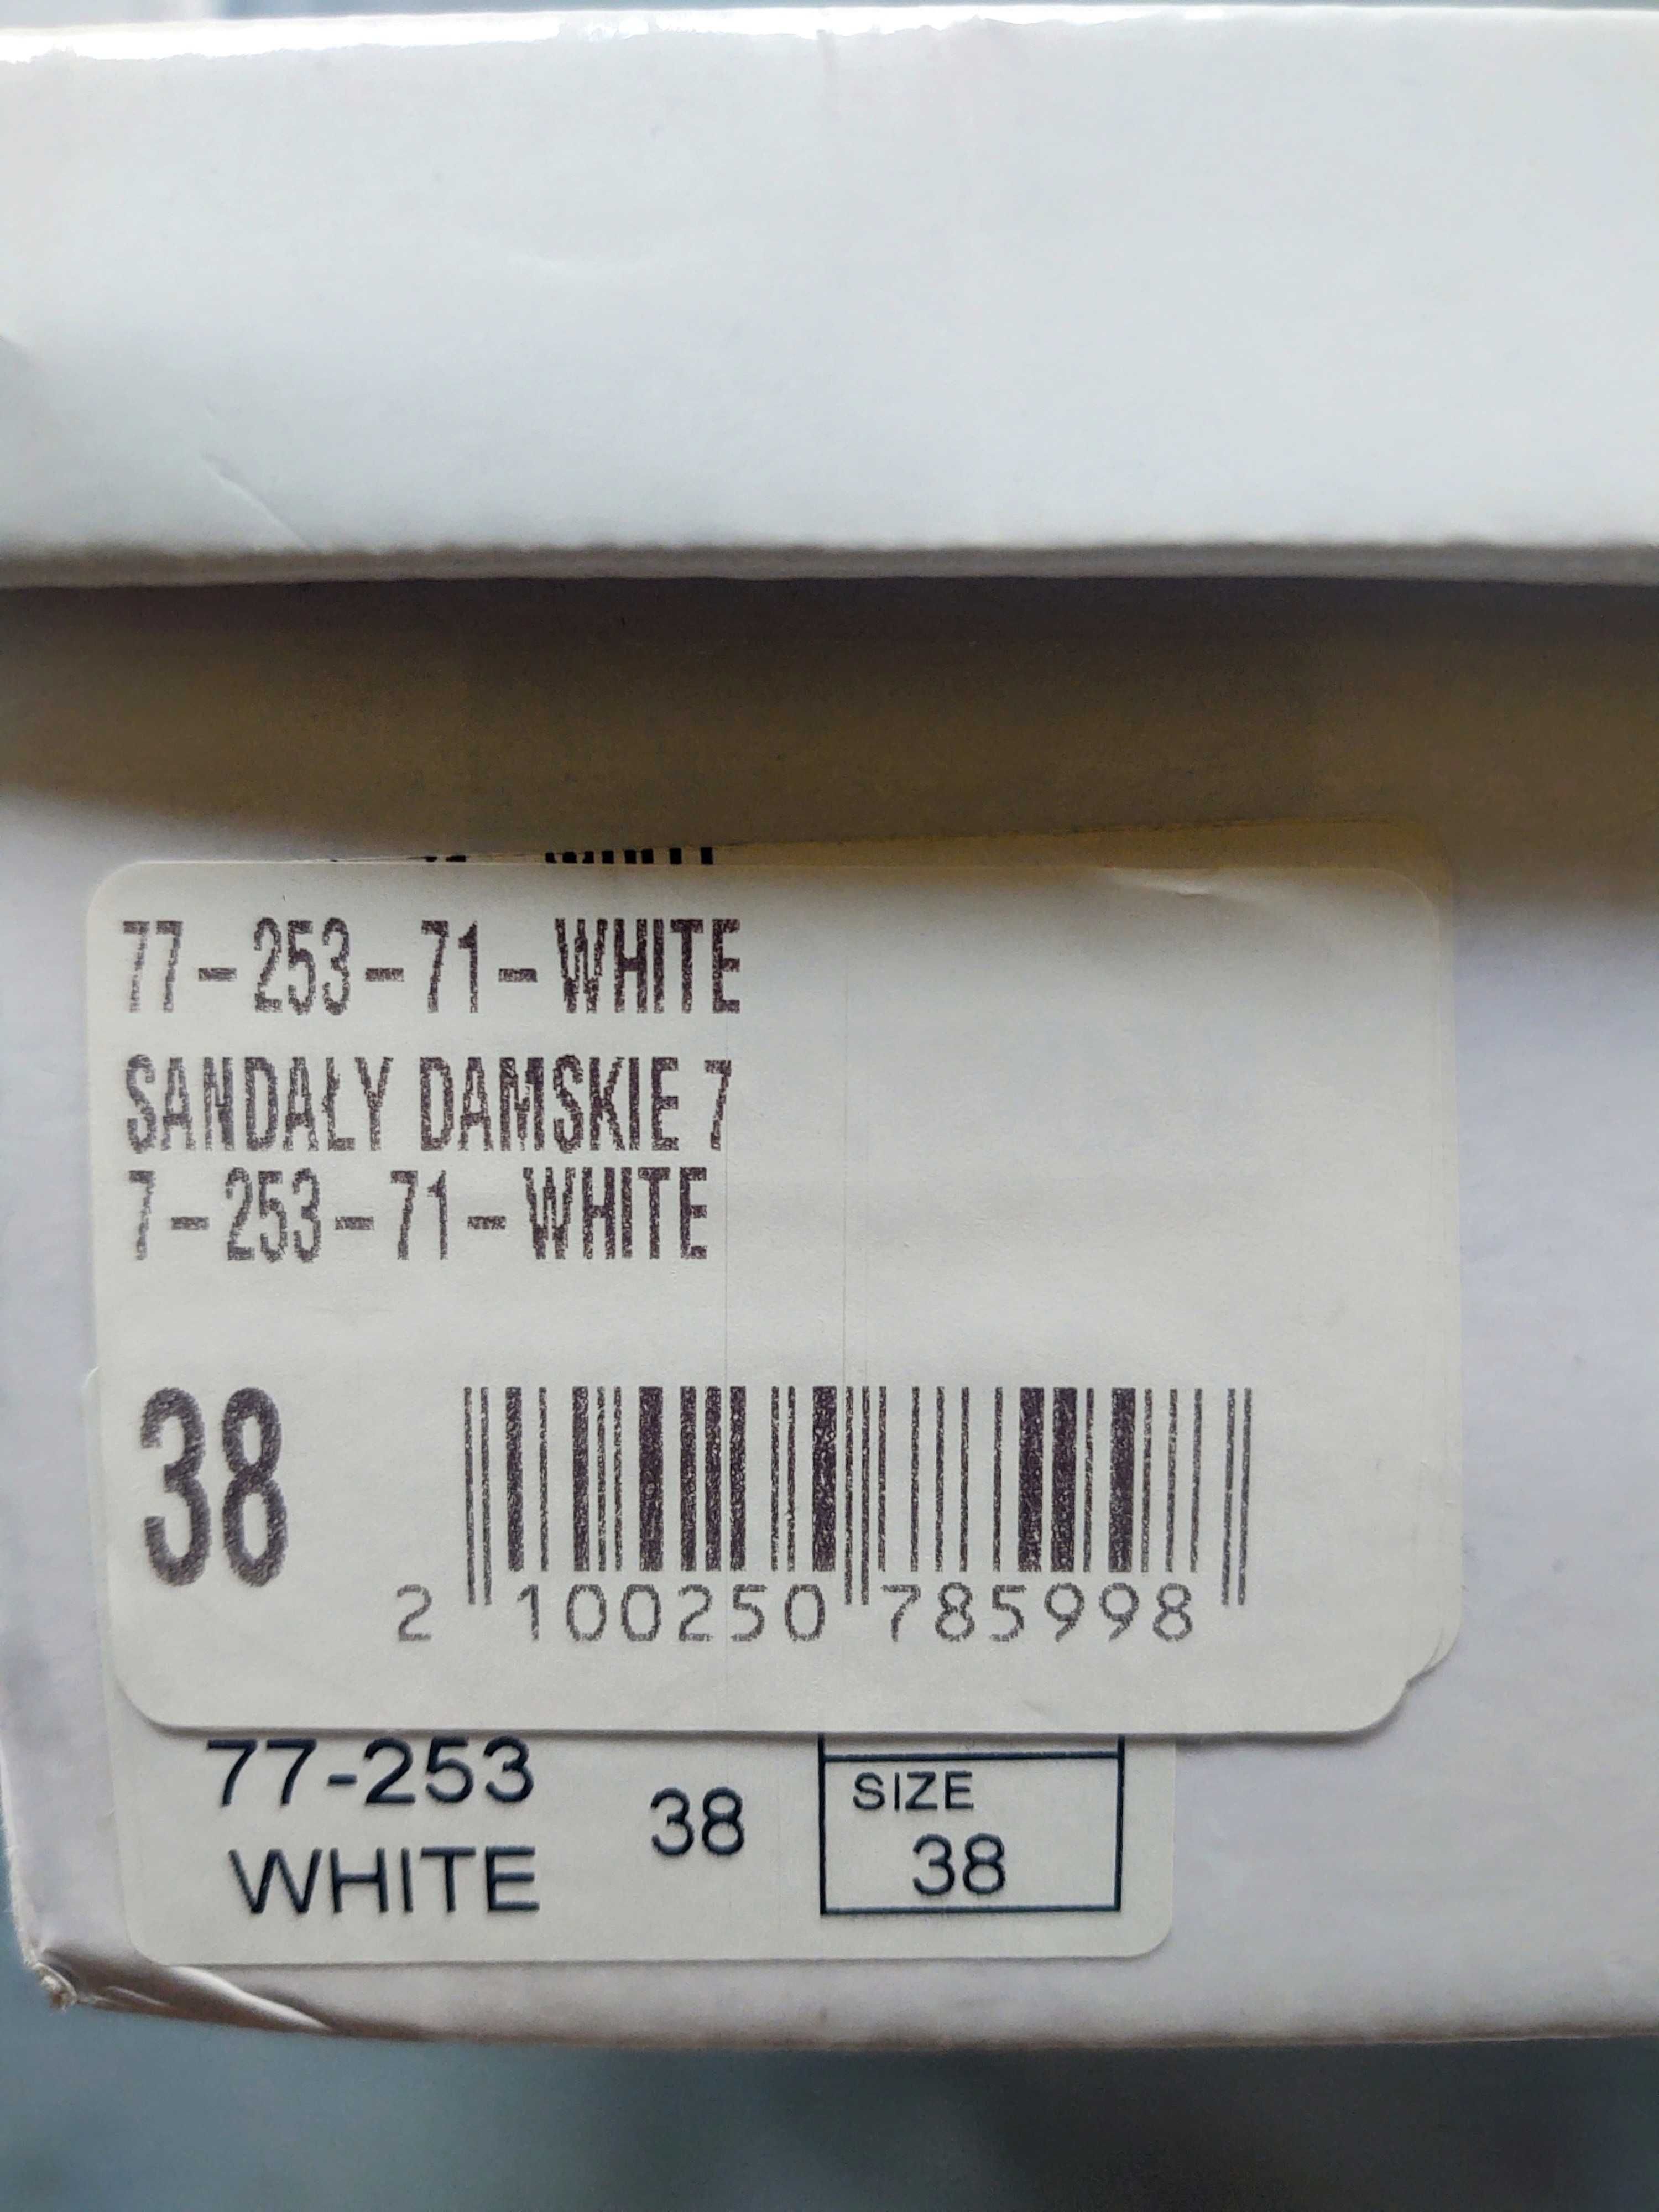 77-253-71-WHITE
SANDAŁY DAMSKIE 7
7-253-71-WHITE
38
2 100250 785998
77-253
WHITE
38
SIZE
38